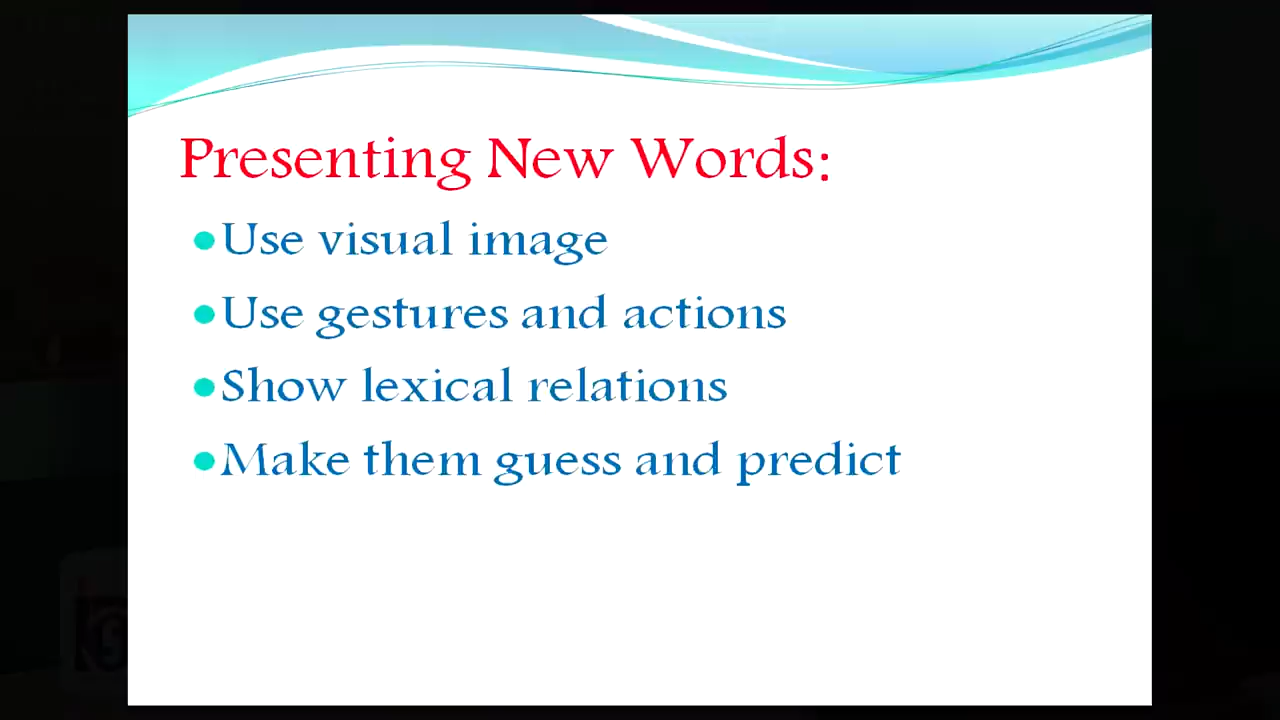 Presenting New Words:
●Use visual image
●Use gestures and actions
●Show lexical relations
●Make them guess and predict